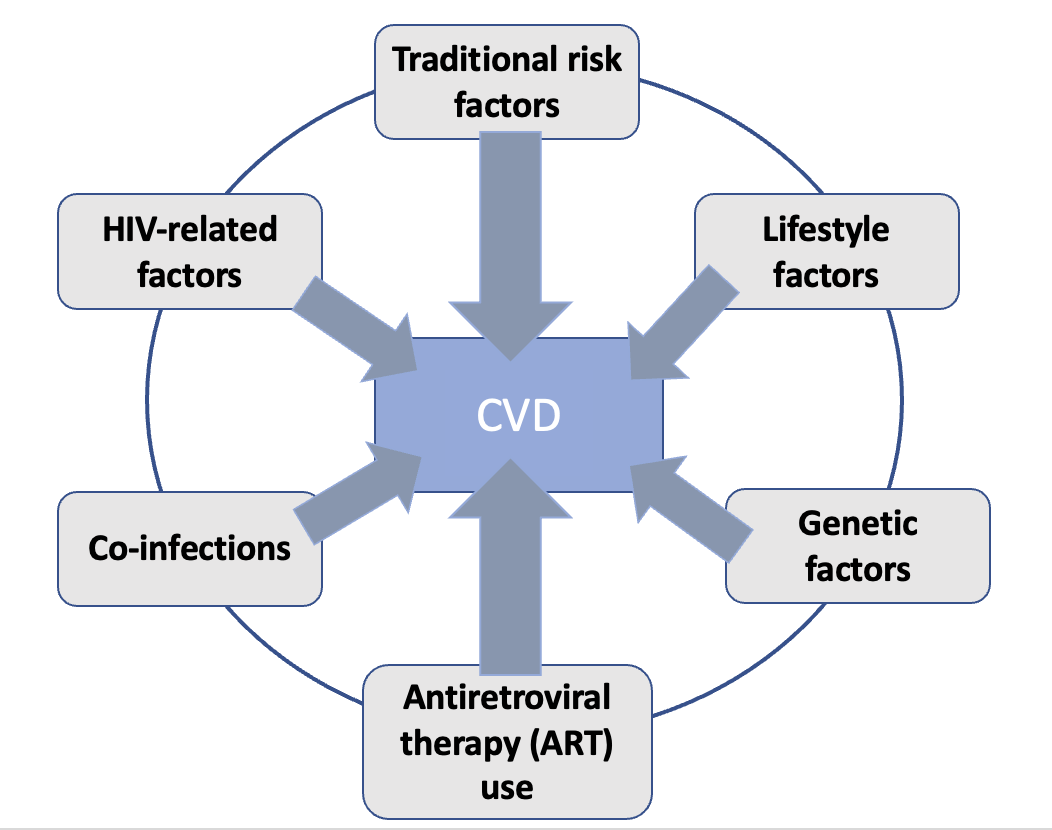 Traditional risk
factors
HIV-related
factors
Lifestyle
factors
CVD
Co-infections
Genetic
factors
Antiretroviral
therapy (ART)
use